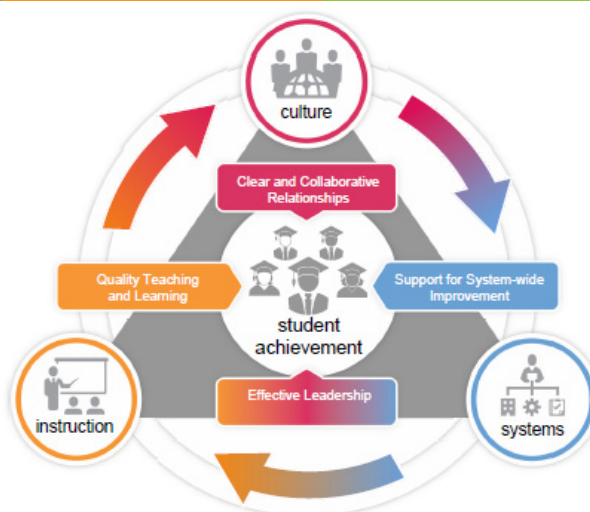 culture
Clear and Collaborative
Relationships
Quality Teaching
and Learning
Support for System-wide
Improvement
student
achievement
Effective Leadership
instruction
systems